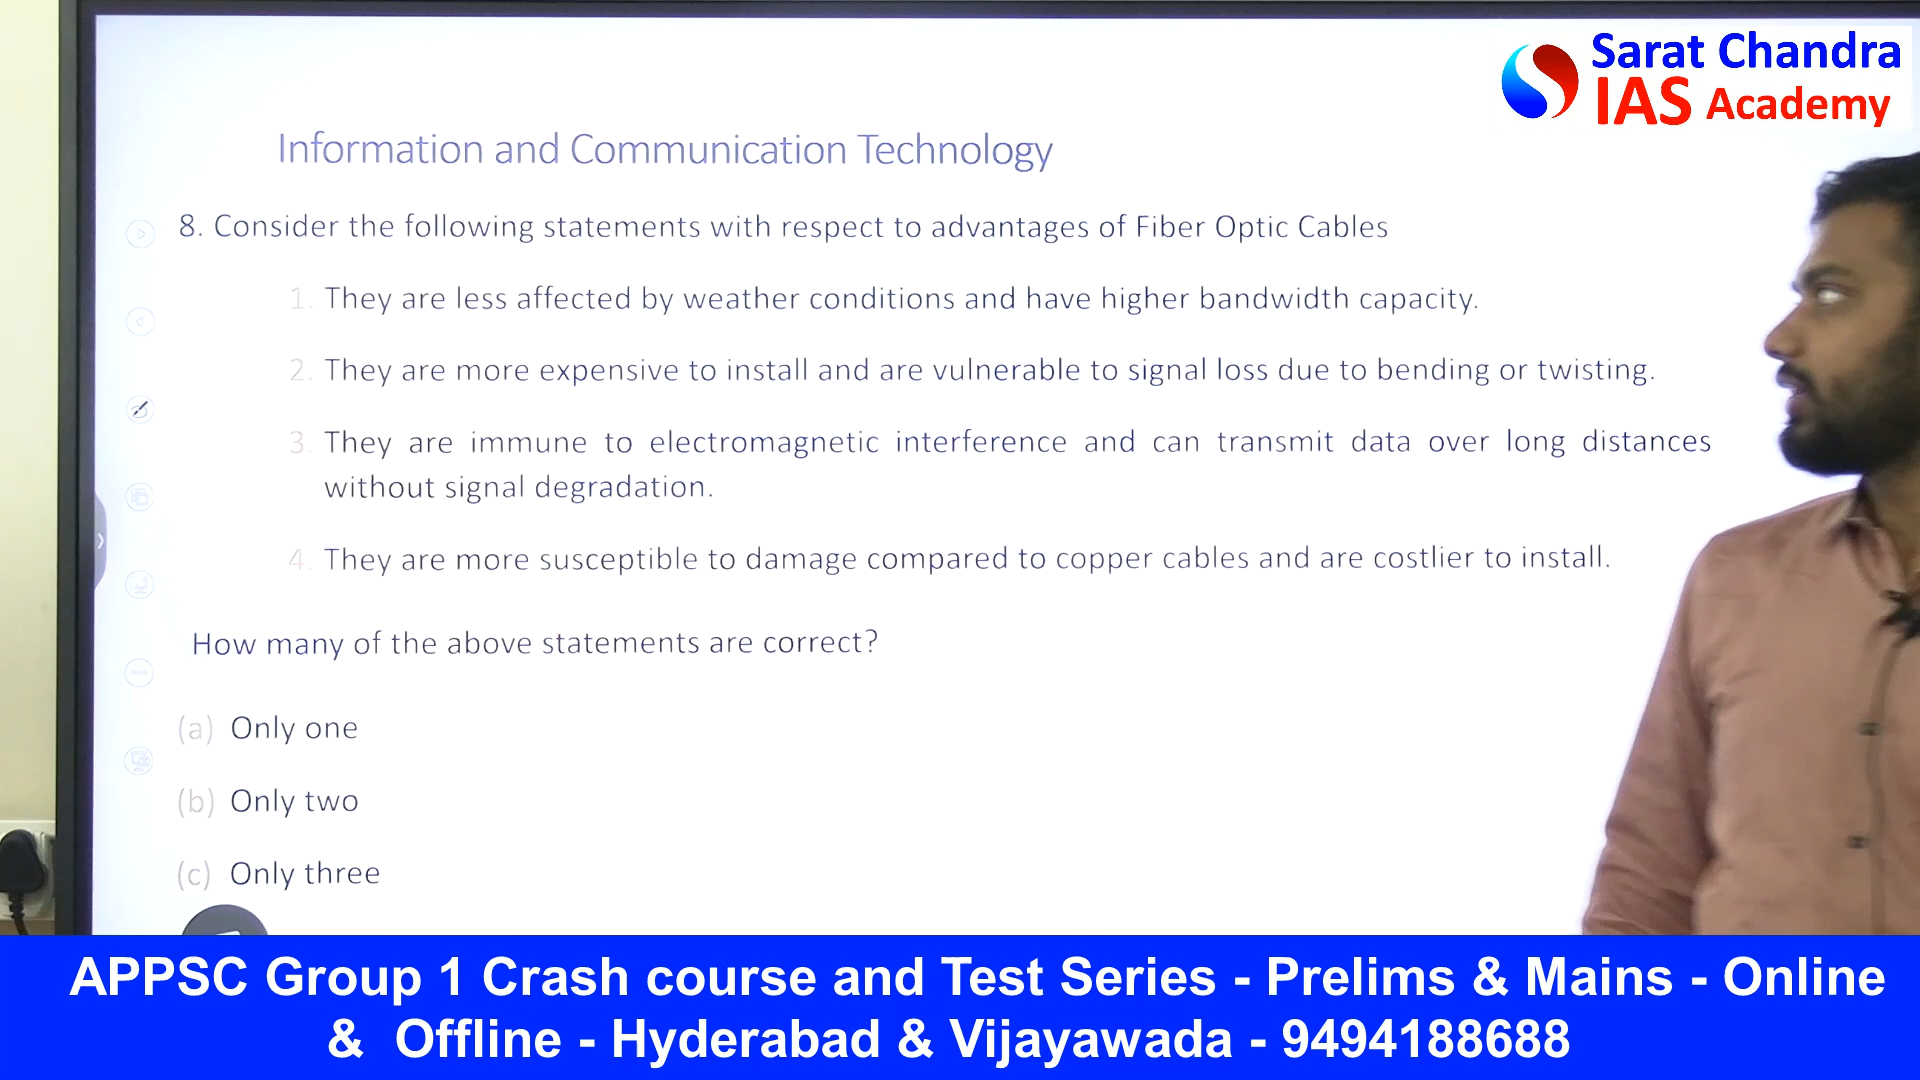 Sarat Chandra
IAS Academy
Information and Communication Technology
8. Consider the following statements with respect to advantages of Fiber Optic Cables
1. They are less affected by weather conditions and have higher bandwidth capacity.
2. They are more expensive to install and are vulnerable to signal loss due to bending or twisting.
3. They are immune to electromagnetic interference and can transmit data over long distances
without signal degradation.
4. They are more susceptible to damage compared to copper cables and are costlier to install.
How many of the above statements are correct?
(a) Only one
(b) Only two
(c) Only three
APPSC Group 1 Crash course and Test Series - Prelims & Mains - Online
& Offline - Hyderabad & Vijayawada - 9494188688